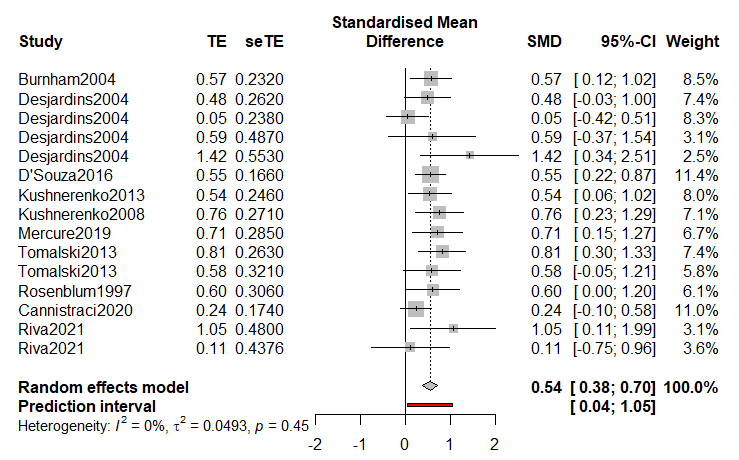 Standardised Mean
Study TE seTE Difference SMD 95%-CI Weight
Burnham2004 0.57 0.2320 0.57 [ 0.12; 1.02] 8.5%
Desjardins2004 0.48 0.2620 0.48 [-0.03; 1.00] 7.4%
Desjardins2004 0.05 0.2380 0.05 [-0.42; 0.51] 8.3%
Desjardins2004 0.59 0.4870 0.59 [-0.37; 1.54] 3.1%
Desjardins2004 1.42 0.5530 1.42 [ 0.34; 2.51] 2.5%
D'Souza2016 0.55 0.1660 0.55 [ 0.22; 0.87] 11.4%
Kushnerenko2013 0.54 0.2460 0.54 [ 0.06; 1.02] 8.0%
Kushnerenko2008 0.76 0.2710 0.76 [ 0.23; 1.29] 7.1%
Mercure2019 0.71 0.2850 0.71 [ 0.15; 1.27] 6.7%
Tomalski2013 0.81 0.2630 0.81 [ 0.30; 1.33] 7.4%
Tomalski2013 0.58 0.3210 0.58 [-0.05; 1.21] 5.8%
Rosenblum1997 0.60 0.3060 0.60 [ 0.00; 1.20] 6.1%
Cannistraci2020 0.24 0.1740 0.24 [-0.10; 0.58] 11.0%
Riva2021 1.05 0.4800 1.05 [ 0.11; 1.99] 3.1%
Riva2021 0.11 0.4376 0.11 [-0.75; 0.96] 3.6%
Random effects model 0.54 [ 0.38; 0.70] 100.0%
Prediction interval [ 0.04; 1.05]
Heterogeneity: I² = 0%, τ² = 0.0493, p = 0.45
-2 -1 0 1 2